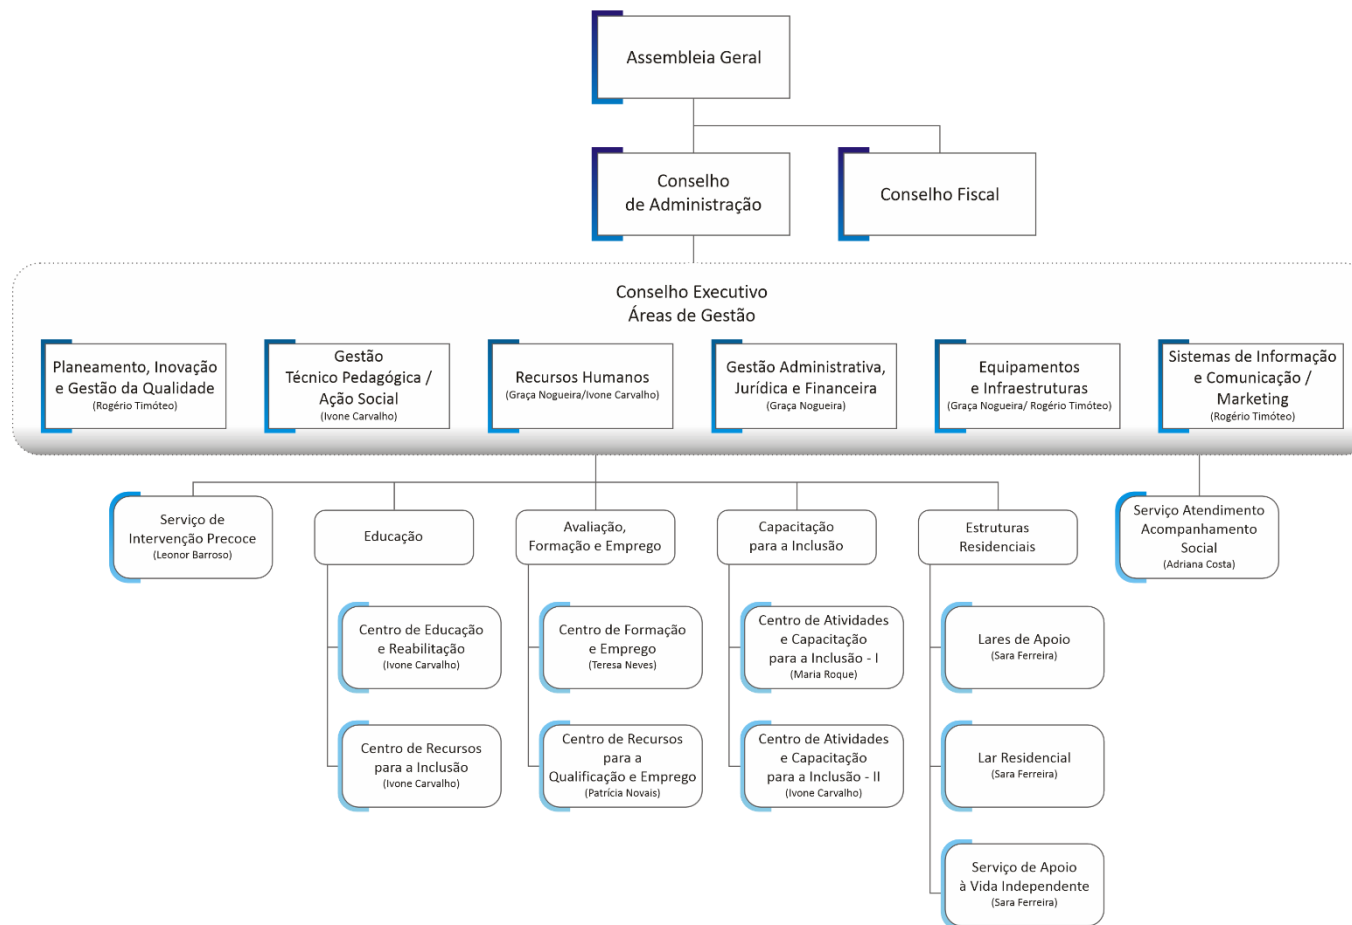 Assembleia Geral
Conselho
de Administração
Conselho Fiscal
Conselho Executivo
Áreas de Gestão
Planeamento, Inovação
e Gestão da Qualidade
(Rogério Timóteo)
Gestão
Técnico Pedagógica /
Ação Social
(Ivone Carvalho)
Recursos Humanos
(Graça Nogueira/Ivone Carvalho)
Gestão Administrativa,
Jurídica e Financeira
(Graça Nogueira)
Equipamentos
e Infraestruturas
(Graça Nogueira/ Rogério Timóteo)
Sistemas de Informação
e Comunicação /
Marketing
(Rogério Timóteo)
Serviço de
Intervenção Precoce
(Leonor Barroso)
Educação
Avaliação,
Formação e Emprego
Capacitação
para a Inclusão
Estruturas
Residenciais
Serviço Atendimento
Acompanhamento
Social
(Adriana Costa)
Centro de Educação
e Reabilitação
(Ivone Carvalho)
Centro de Formação
e Emprego
(Teresa Neves)
Centro de Atividades
e Capacitação
para a Inclusão - I
(Maria Roque)
Lares de Apoio
(Sara Ferreira)
Centro de Recursos
para a Inclusão
(Ivone Carvalho)
Centro de Recursos
para a
Qualificação e Emprego
(Patrícia Novais)
Centro de Atividades
e Capacitação
para a Inclusão - II
(Ivone Carvalho)
Lar Residencial
(Sara Ferreira)
Serviço de Apoio
à Vida Independente
(Sara Ferreira)